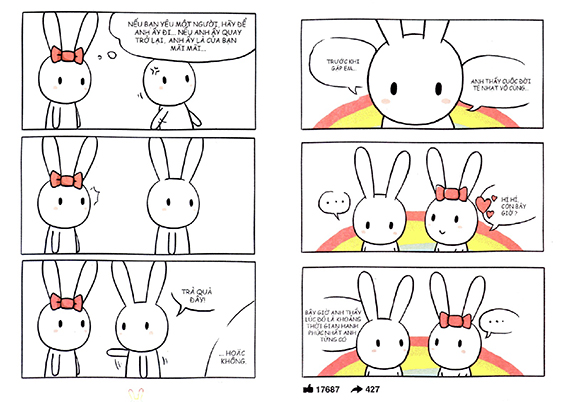 NẾU BẠN YÊU MỘT NGƯỜI, HÃY ĐỂ
ANH ẤY ĐI... NẾU ANH ẤY QUAY
TRỞ LẠI, ANH ẤY LÀ CỦA BẠN
MÃI MÃI...
TRẢ QUÀ
ĐÂY!
... HOẶC
KHÔNG.
TRƯỚC KHI
GẶP EM...
ANH THẤY CUỘC ĐỜI
TẺ NHẠT VÔ CÙNG...
...
HI HI
CÒN BÂY
GIỜ?
BÂY GIỜ ANH THẤY
LÚC ĐÓ LÀ KHOẢNG
THỜI GIAN HẠNH
PHÚC NHẤT ANH
TỪNG CÓ
...
17687 427